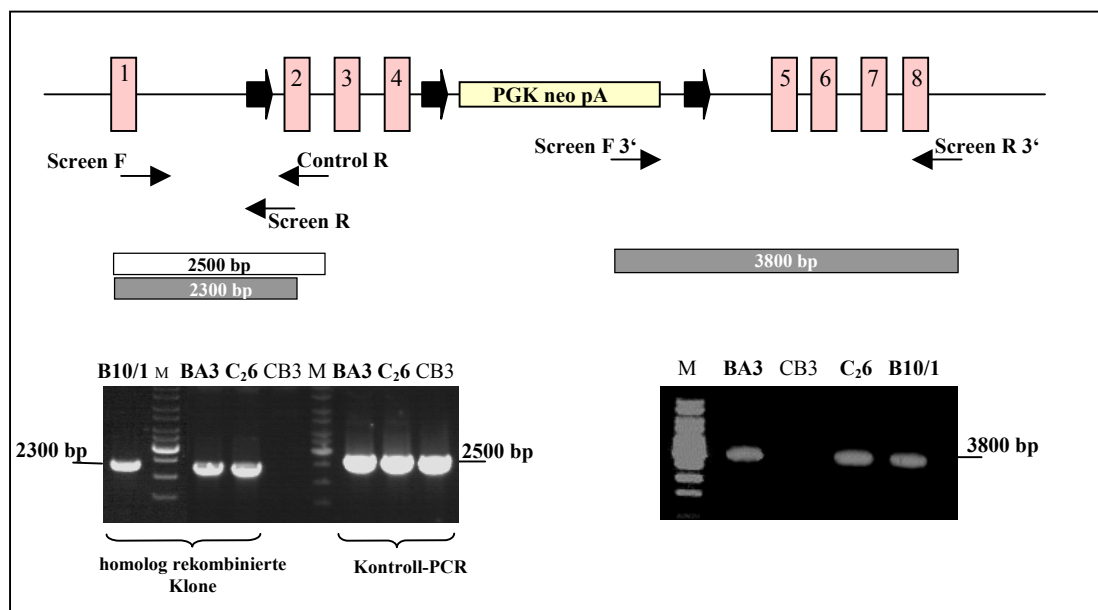 1 2 3 4 PGK neo pA 5 6 7 8
Screen F
Control R
Screen R
Screen F 3‘
Screen R 3‘
2500 bp
2300 bp
3800 bp
B10/1 M BA3 C₂6 CB3 M BA3 C₂6 CB3
2300 bp
2500 bp
homolog rekombinierte
Klone
Kontroll-PCR
M BA3 CB3 C₂6 B10/1
3800 bp